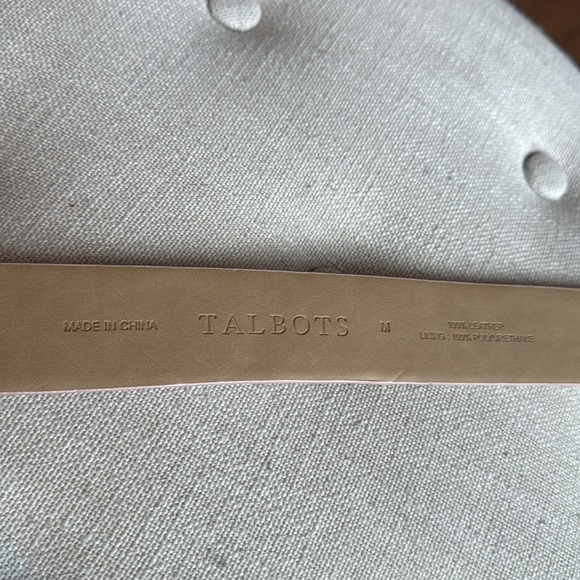 MADE IN CHINA
TALBOTS
M
100% LEATHER
LINING: 100% POLYURETHANE